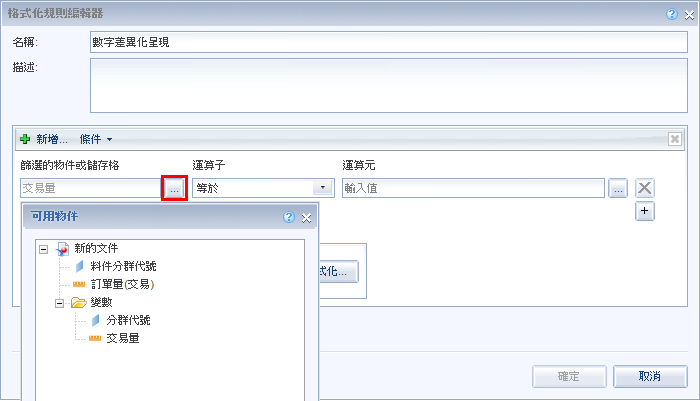 格式化規則編輯器
名稱:
數字差異化呈現
描述:
新增... 條件
篩選的物件或儲存格 運算子 運算元
交易量 ... 等於 輸入值 ...
+
可用物件
新的文件
料件分群代號
訂單量(交易)
式化...
變數
分群代號
交易量
確定 取消